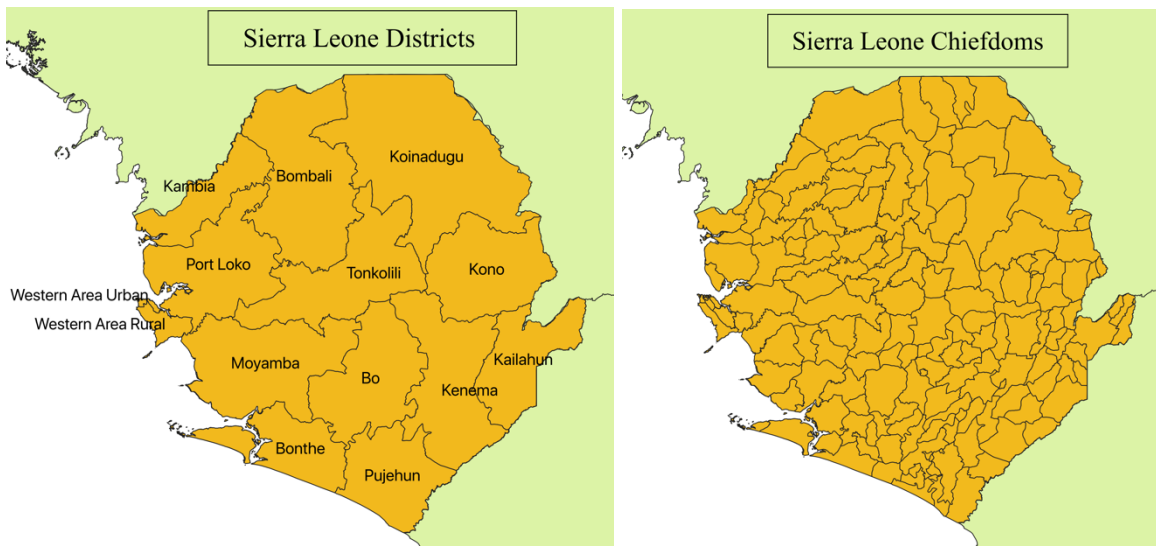 Sierra Leone Districts
Koinadugu
Bombali
Kambia
Port Loko
Tonkolili
Kono
Western Area Urban
Western Area Rural
Moyamba
Bo
Kailahun
Kenema
Bonthe
Pujehun
Sierra Leone Chiefdoms